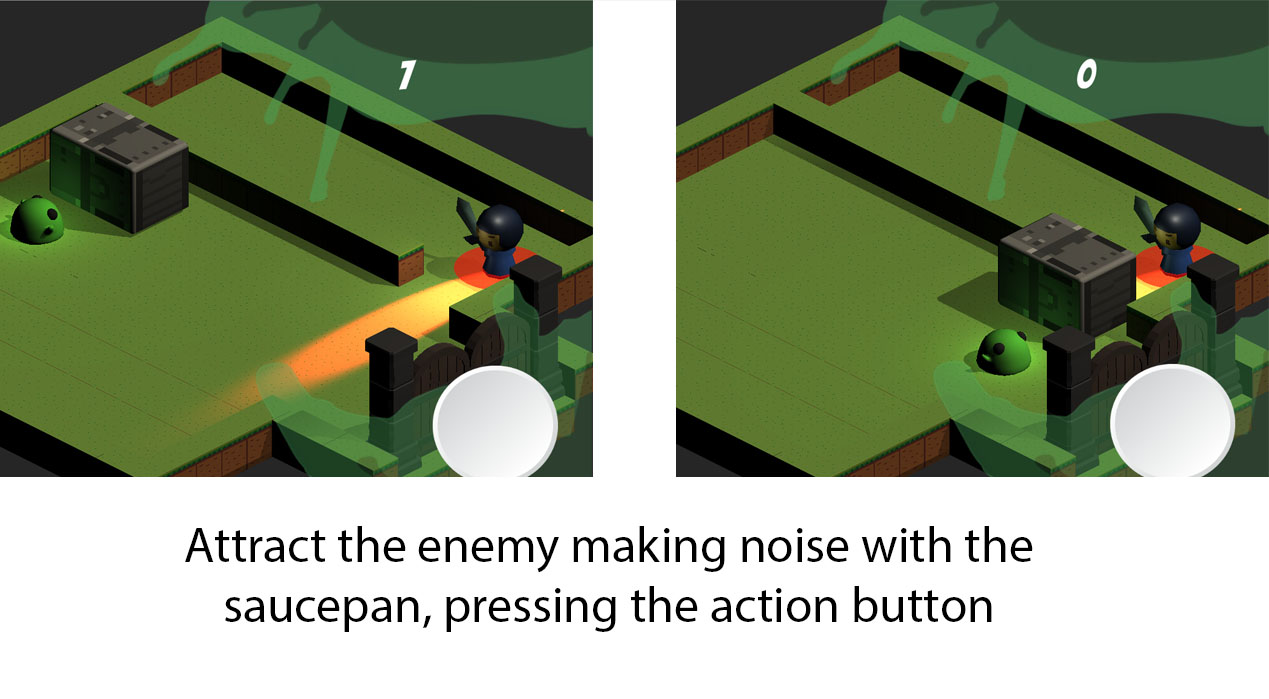 1
0
Attract the enemy making noise with the
saucepan, pressing the action button